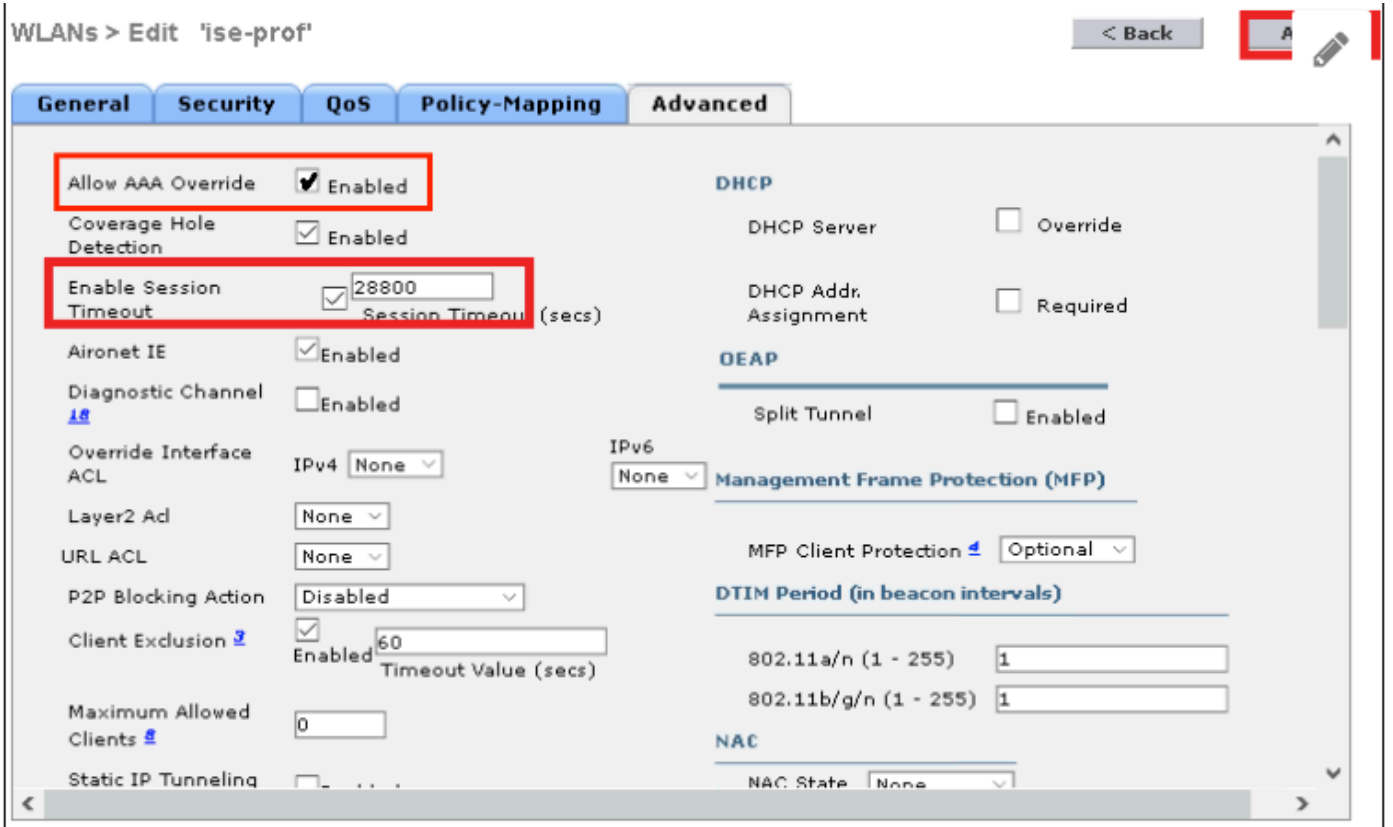 WLANs > Edit 'ise-prof'
< Back
General
Security
QoS
Policy-Mapping
Advanced
Allow AAA Override
Enabled
Coverage Hole
Detection
Enabled
Enable Session
Timeout
28800
Session Timeout (secs)
Aironet IE
Enabled
Diagnostic Channel
18
Enabled
Override Interface
ACL
IPv4 None
IPv6
None
Layer2 Acl
None
URL ACL
None
P2P Blocking Action
Disabled
Client Exclusion 3
Enabled
60
Timeout Value (secs)
Maximum Allowed
Clients 8
0
Static IP Tunneling
DHCP
DHCP Server
Override
DHCP Addr.
Assignment
Required
OEAP
Split Tunnel
Enabled
Management Frame Protection (MFP)
MFP Client Protection 4
Optional
DTIM Period (in beacon intervals)
802.11a/n (1 - 255)
1
802.11b/g/n (1 - 255)
1
NAC
NAC State
None